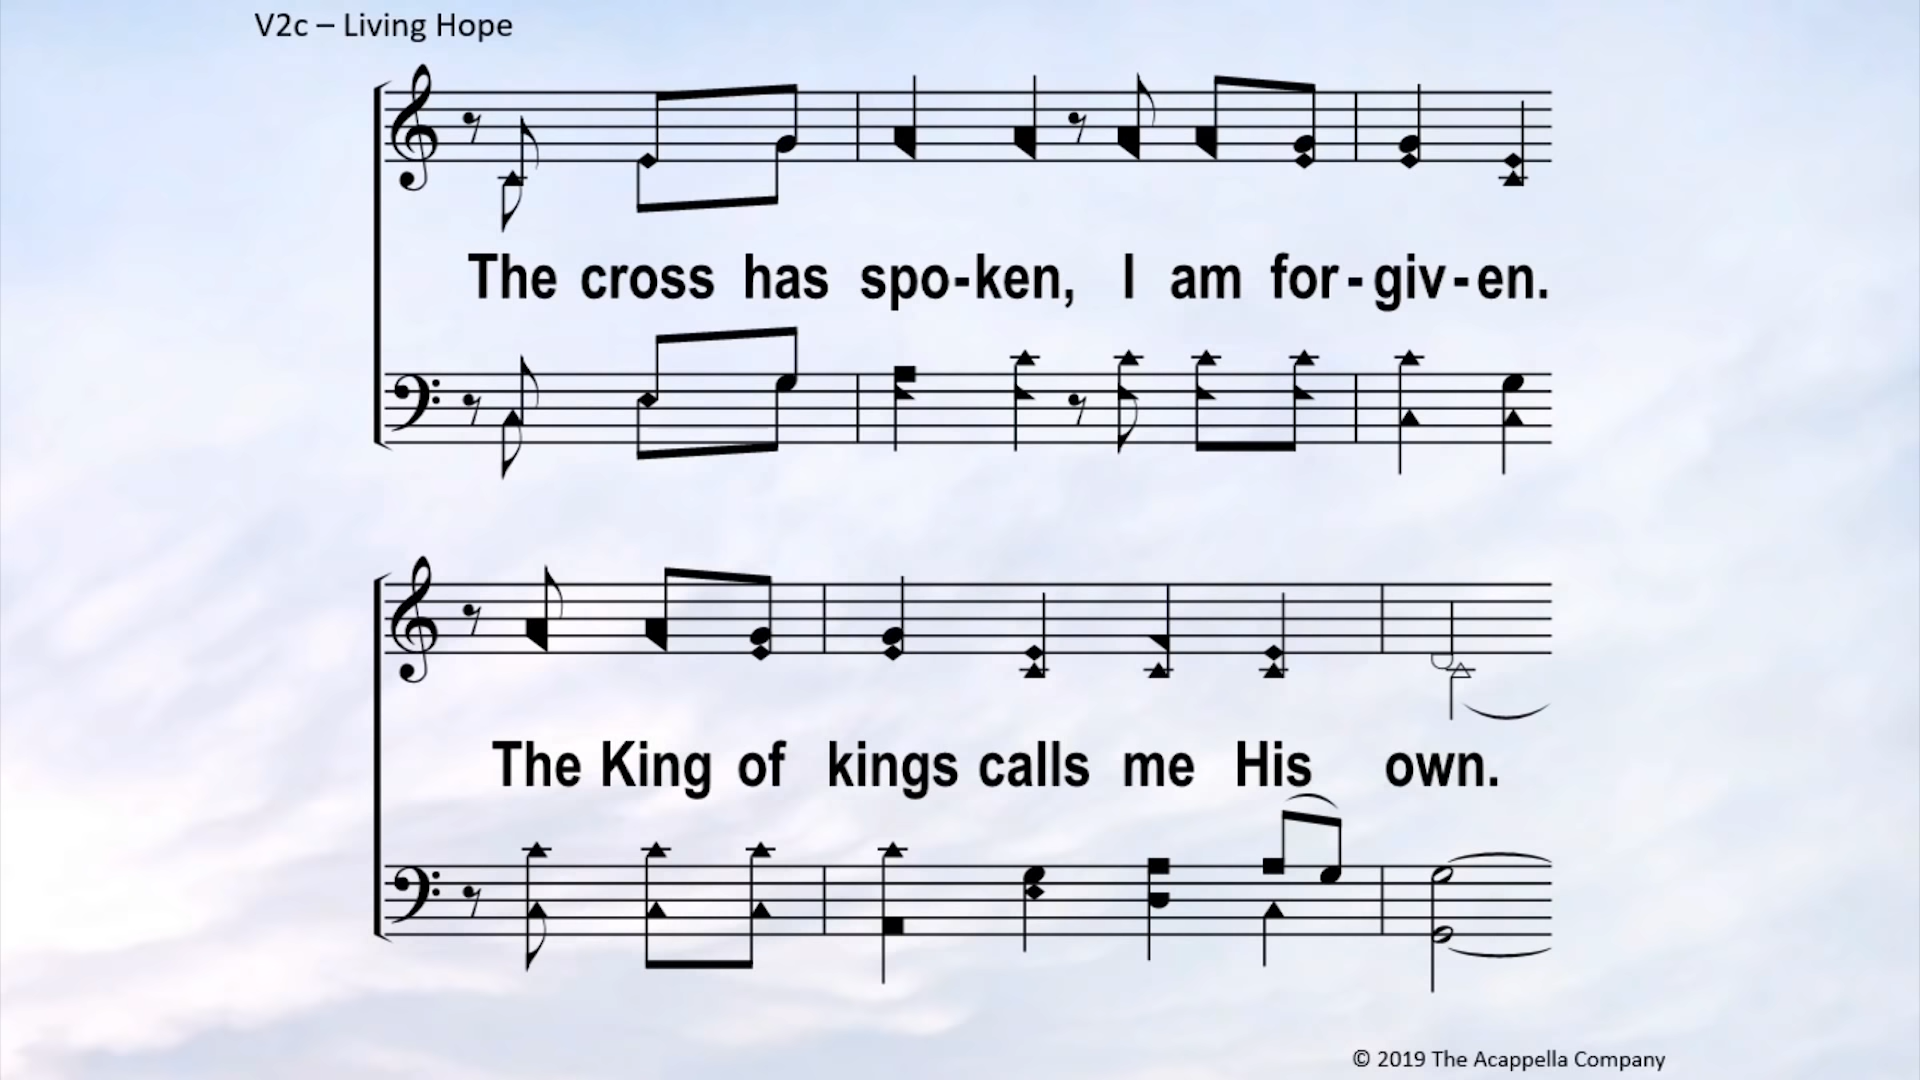 V2c – Living Hope
The cross has spo-ken, I am for-giv-en.
The King of kings calls me His own.
© 2019 The Acappella Company